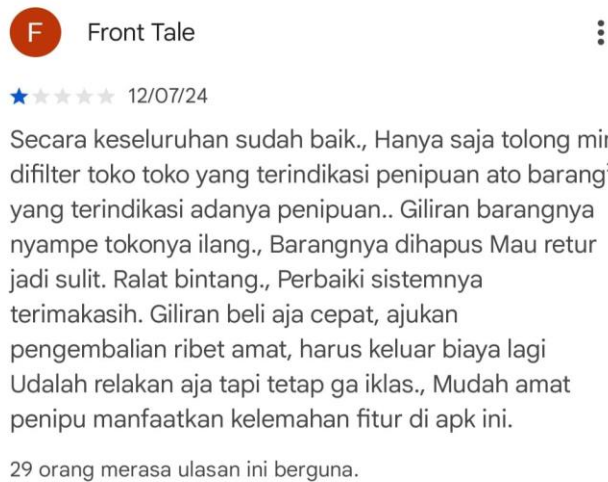 F
Front Tale
12/07/24
Secara keseluruhan sudah baik., Hanya saja tolong min
difilter toko toko yang terindikasi penipuan ato barang'
yang terindikasi adanya penipuan.. Giliran barangnya
nyampe tokonya ilang., Barangnya dihapus Mau retur
jadi sulit. Ralat bintang., Perbaiki sistemnya
terimakasih. Giliran beli aja cepat, ajukan
pengembalian ribet amat, harus keluar biaya lagi
Udalah relakan aja tapi tetap ga iklas., Mudah amat
penipu manfaatkan kelemahan fitur di apk ini.
29 orang merasa ulasan ini berguna.